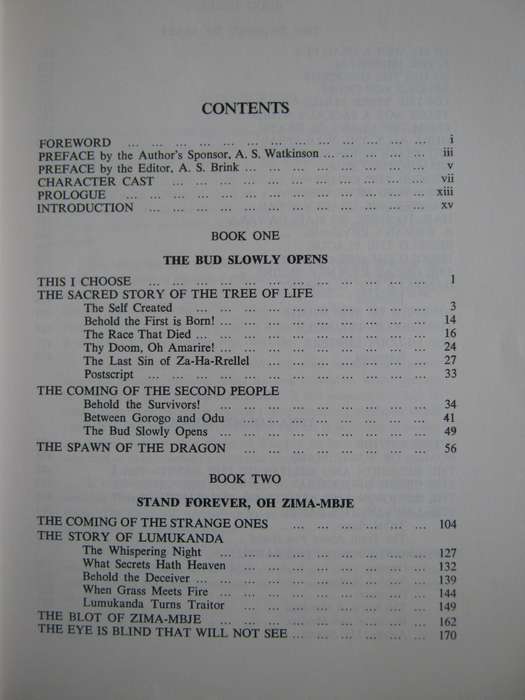 CONTENTS
FOREWORD ... ... ... ... ... ... ... ... ... ... ... ... i
PREFACE by the Author's Sponsor, A. S. Watkinson ... ... ... ... ... iii
PREFACE by the Editor, A. S. Brink ... ... ... ... ... ... ... ... v
CHARACTER CAST ... ... ... ... ... ... ... ... ... ... ... vii
PROLOGUE ... ... ... ... ... ... ... ... ... ... ... ... xiii
INTRODUCTION ... ... ... ... ... ... ... ... ... ... ... ... xv
BOOK ONE
THE BUD SLOWLY OPENS
THIS I CHOOSE ... ... ... ... ... ... ... ... ... ... ... ... 1
THE SACRED STORY OF THE TREE OF LIFE
The Self Created ... ... ... ... ... ... ... ... ... ... 3
Behold the First is Born! ... ... ... ... ... ... ... ... ... 14
The Race That Died ... ... ... ... ... ... ... ... ... ... 16
Thy Doom, Oh Amarire! ... ... ... ... ... ... ... ... ... 24
The Last Sin of Za-Ha-Rrellel ... ... ... ... ... ... ... ... 27
Postscript ... ... ... ... ... ... ... ... ... ... ... 33
THE COMING OF THE SECOND PEOPLE
Behold the Survivors! ... ... ... ... ... ... ... ... ... 34
Between Gorogo and Odu ... ... ... ... ... ... ... ... 41
The Bud Slowly Opens ... ... ... ... ... ... ... ... ... 49
THE SPAWN OF THE DRAGON ... ... ... ... ... ... ... ... ... 56
BOOK TWO
STAND FOREVER, OH ZIMA-MBJE
THE COMING OF THE STRANGE ONES ... ... ... ... ... ... ... 104
THE STORY OF LUMUKANDA
The Whispering Night ... ... ... ... ... ... ... ... ... 127
What Secrets Hath Heaven ... ... ... ... ... ... ... ... 132
Behold the Deceiver ... ... ... ... ... ... ... ... ... ... 139
When Grass Meets Fire ... ... ... ... ... ... ... ... ... 144
Lumukanda Turns Traitor ... ... ... ... ... ... ... ... 149
THE BLOT OF ZIMA-MBJE ... ... ... ... ... ... ... ... ... ... 162
THE EYE IS BLIND THAT WILL NOT SEE ... ... ... ... ... ... 170